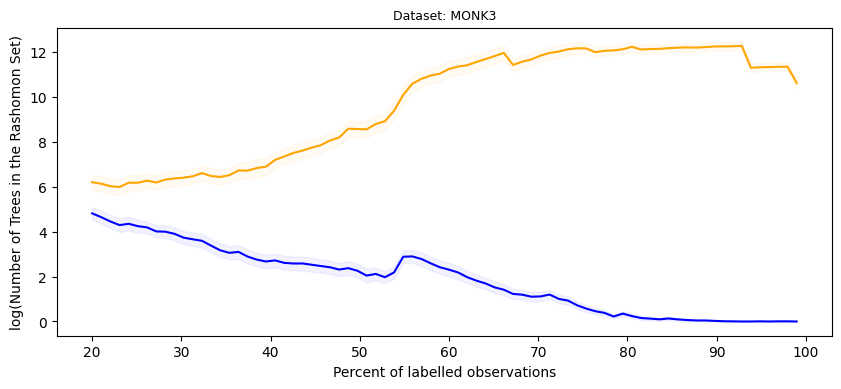 Dataset: MONK3
log(Number of Trees in the Rashomon Set)
12
10
8
6
4
2
0
20 30 40 50 60 70 80 90 100
Percent of labelled observations